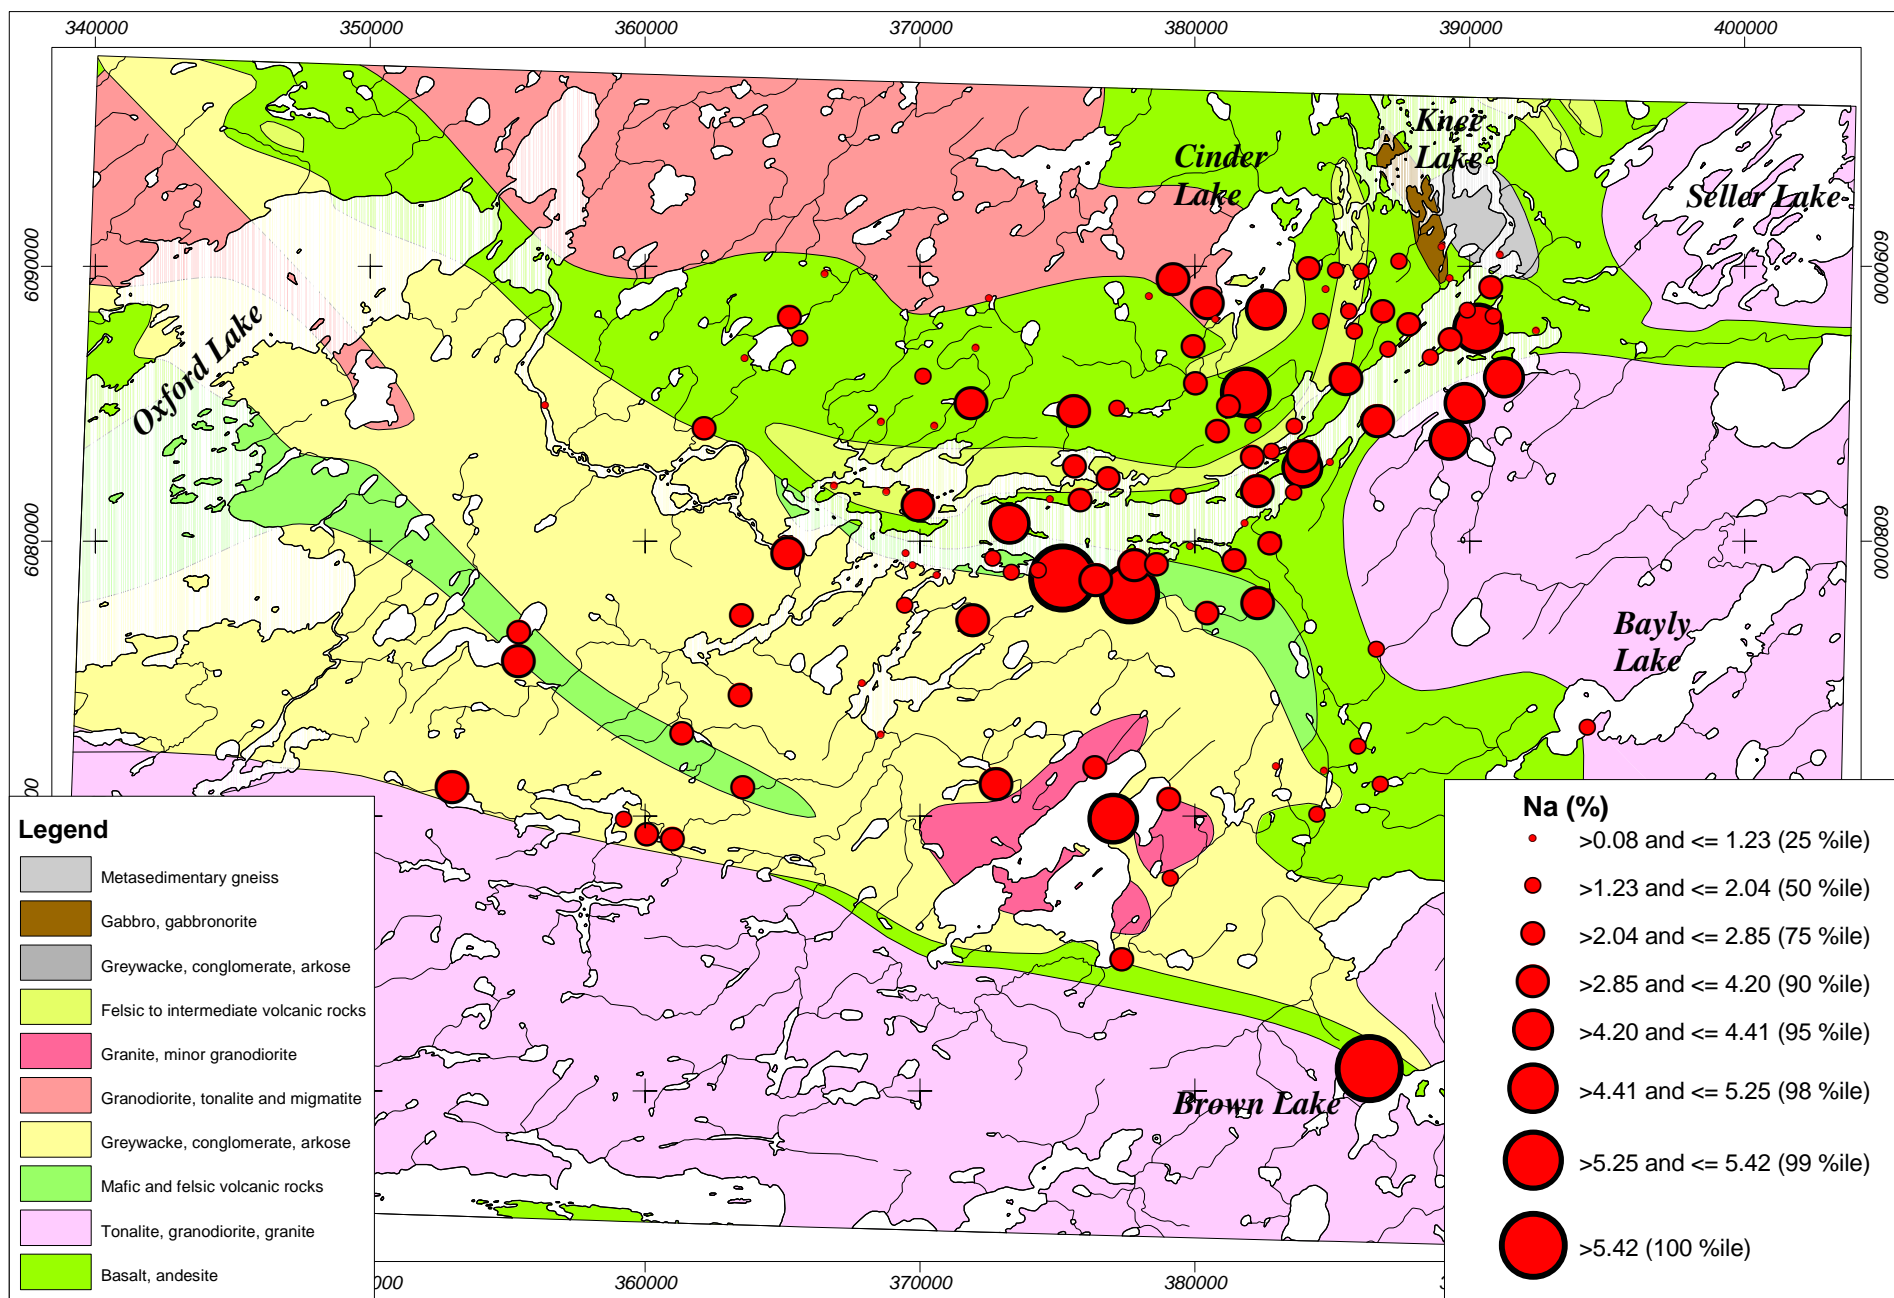 340000 350000 360000 370000 380000 390000 400000
Knee
Lake
Cinder
Lake
Seller Lake
6090000
6090000
Oxford Lake
6080000
6080000
Bayly
Lake
Brown Lake
Legend
Metasedimentary gneiss
Gabbro, gabbronorite
Greywacke, conglomerate, arkose
Felsic to intermediate volcanic rocks
Granite, minor granodiorite
Granodiorite, tonalite and migmatite
Greywacke, conglomerate, arkose
Mafic and felsic volcanic rocks
Tonalite, granodiorite, granite
Basalt, andesite
Na (%)
>0.08 and <= 1.23 (25 %ile)
>1.23 and <= 2.04 (50 %ile)
>2.04 and <= 2.85 (75 %ile)
>2.85 and <= 4.20 (90 %ile)
>4.20 and <= 4.41 (95 %ile)
>4.41 and <= 5.25 (98 %ile)
>5.25 and <= 5.42 (99 %ile)
>5.42 (100 %ile)
360000 370000 380000